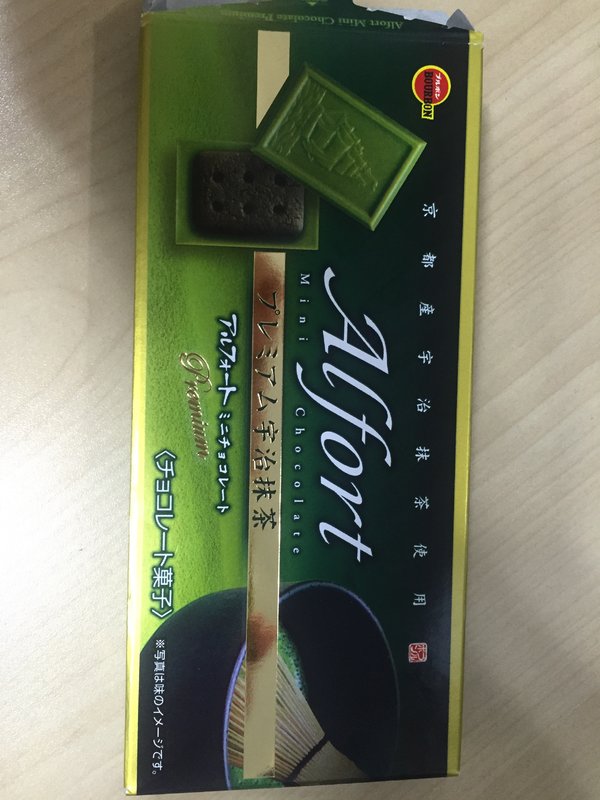 Alfort Mini Chocolate Premium
ブルボン
BOURBON
京都産宇治抹茶使用
Alfort
Mini Chocolate
プレミアム宇治抹茶
アルフォートミニチョコレート
Premium
〈チョコレート菓子〉
※写真は味のイメージです。